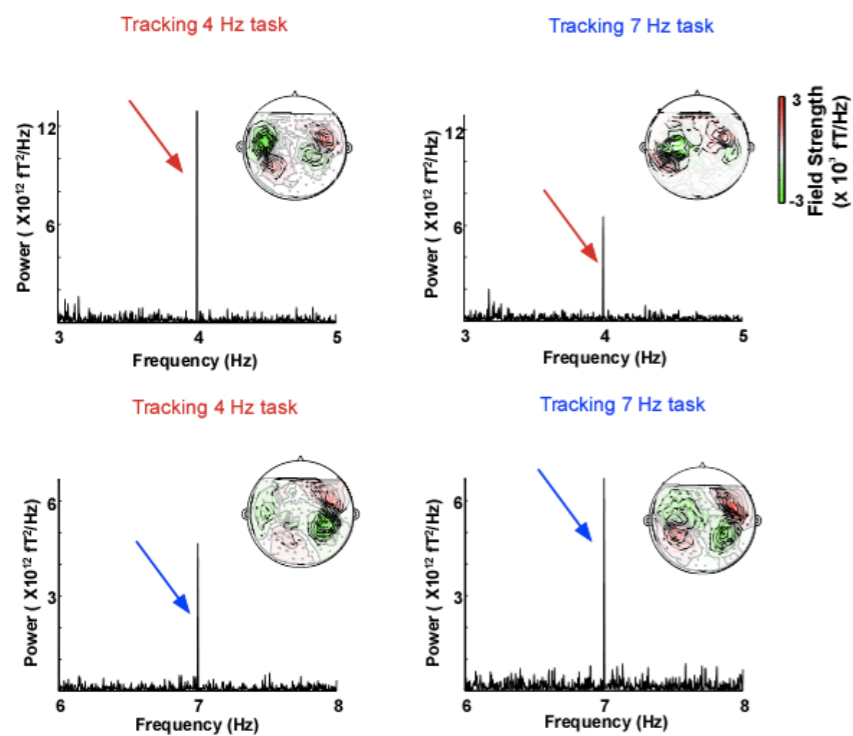 Tracking 4 Hz task
Tracking 7 Hz task
12
6
Power ( X10¹² fT²/Hz)
3 4 5
Frequency (Hz)
12
6
Power ( X10¹² fT²/Hz)
3 4 5
Frequency (Hz)
3
-3
Field Strength
(x 10³ fT/Hz)
Tracking 4 Hz task
Tracking 7 Hz task
6
3
Power ( X10¹² fT²/Hz)
6 7 8
Frequency (Hz)
6
3
Power ( X10¹² fT²/Hz)
6 7 8
Frequency (Hz)